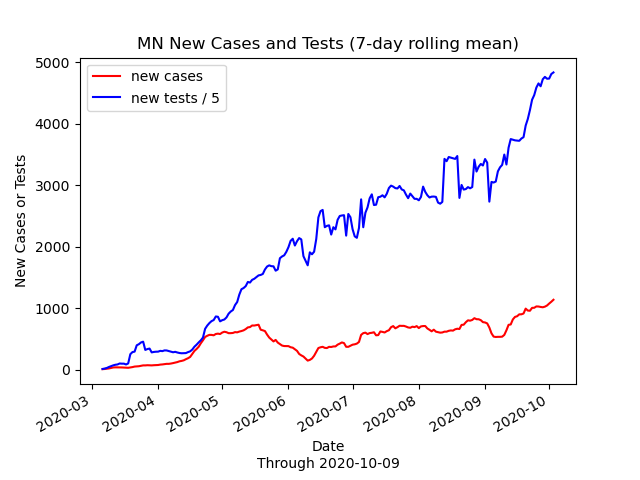 MN New Cases and Tests (7-day rolling mean)
new cases
new tests / 5
New Cases or Tests
5000
4000
3000
2000
1000
0
2020-03
2020-04
2020-05
2020-06
2020-07
2020-08
2020-09
2020-10
Date
Through 2020-10-09